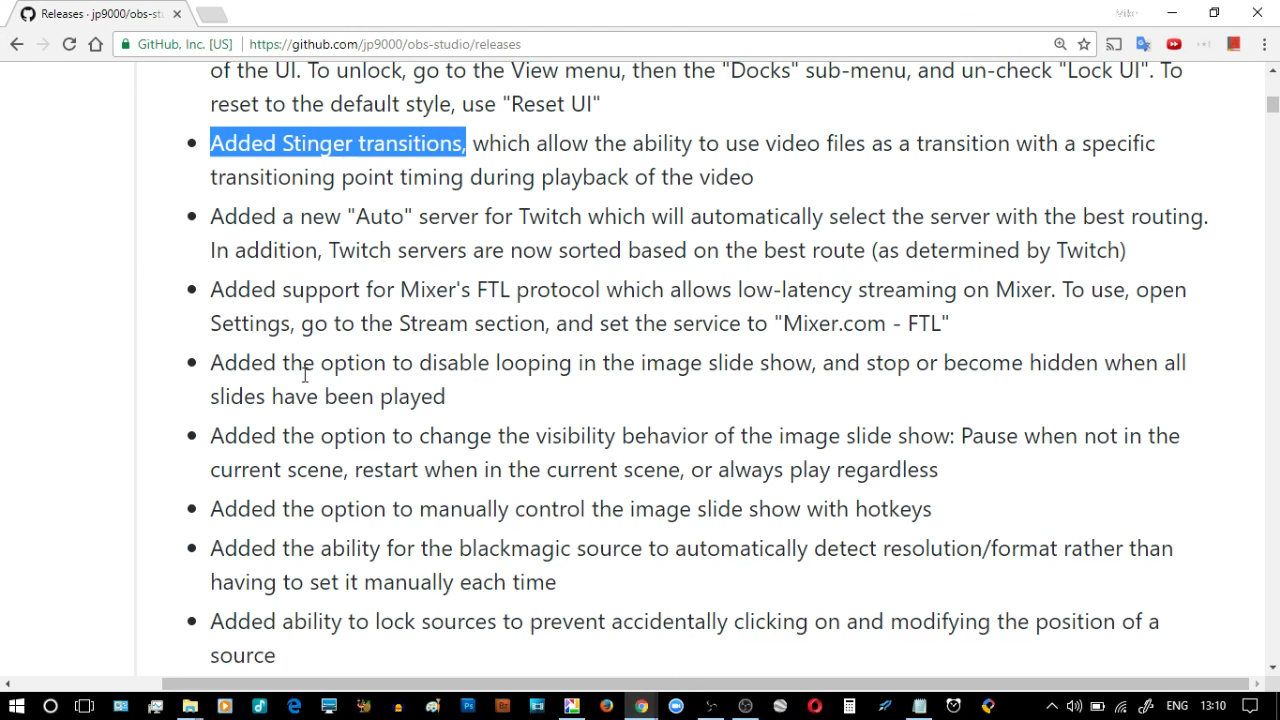 Releases · jp9000/obs-stu
GitHub, Inc. [US]
https://github.com/jp9000/obs-studio/releases
of the UI. To unlock, go to the View menu, then the "Docks" sub-menu, and un-check "Lock UI". To
reset to the default style, use "Reset UI"
Added Stinger transitions, which allow the ability to use video files as a transition with a specific
transitioning point timing during playback of the video
Added a new "Auto" server for Twitch which will automatically select the server with the best routing.
In addition, Twitch servers are now sorted based on the best route (as determined by Twitch)
Added support for Mixer's FTL protocol which allows low-latency streaming on Mixer. To use, open
Settings, go to the Stream section, and set the service to "Mixer.com - FTL"
Added the option to disable looping in the image slide show, and stop or become hidden when all
slides have been played
Added the option to change the visibility behavior of the image slide show: Pause when not in the
current scene, restart when in the current scene, or always play regardless
Added the option to manually control the image slide show with hotkeys
Added the ability for the blackmagic source to automatically detect resolution/format rather than
having to set it manually each time
Added ability to lock sources to prevent accidentally clicking on and modifying the position of a
source
Ps
Br
ENG
13:10